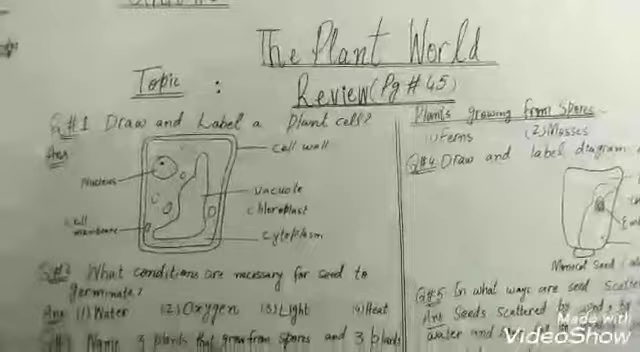 The Plant World
Topic : Review (Pg # 45)
Q#1 Draw and Label a Plant cell?
Ans
Cell wall
Nucleus
Vacuole
Chloroplast
Cell
membrane
Cytoplasm
Q#2 What conditions are necessary for seed to
germinate?
Ans (1) Water (2) Oxygen (3) Light (4) Heat
Name 3 plants that grow from spores and 3 plants
Plants growing from Spores
(1) Ferns (2) Mosses
Q#4 Draw and label diagram
Seed
Q#5 In what ways are seed
Ans Seeds scattered by wind, by
water and
Made with
VideoShow